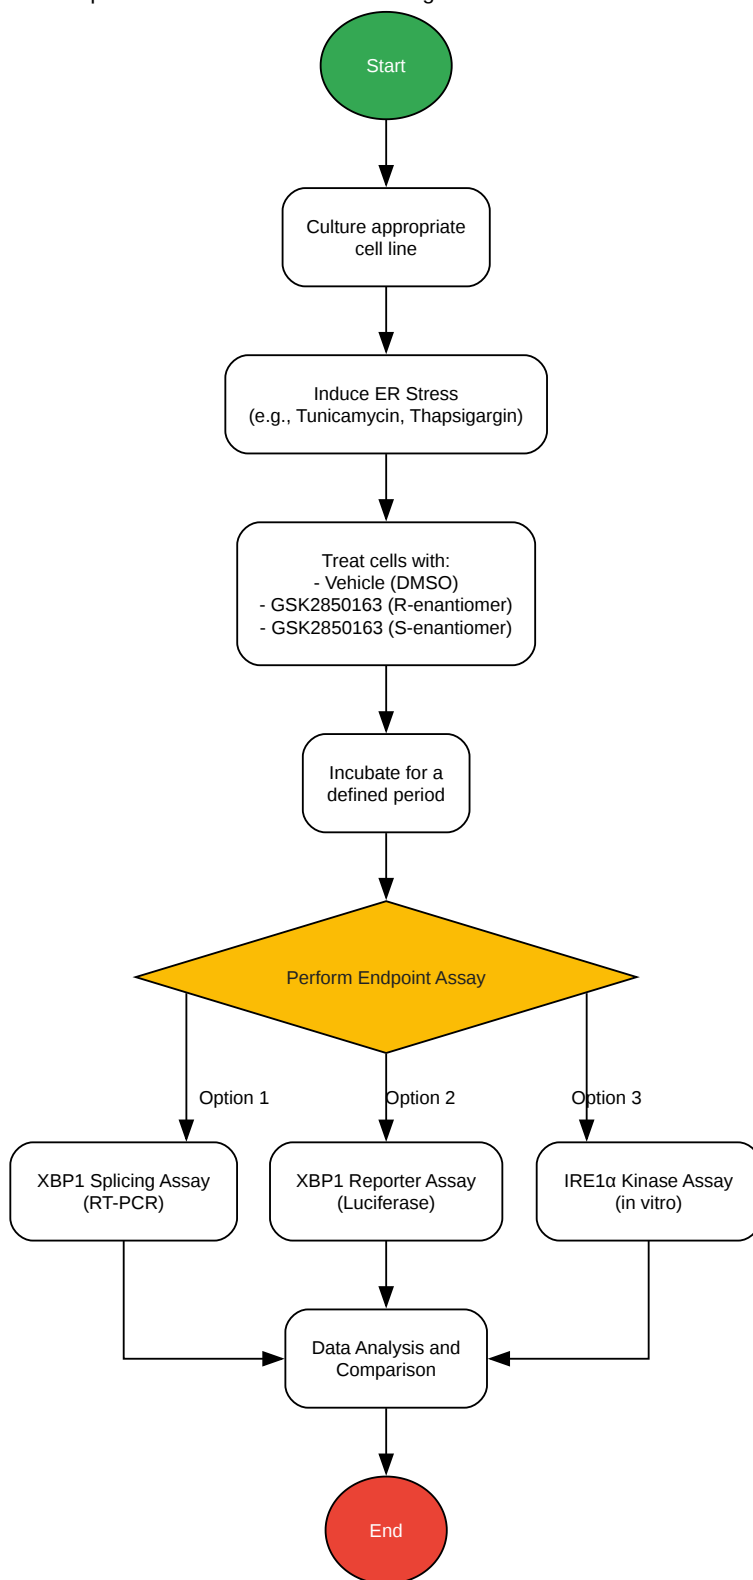 Start
Culture appropriate
cell line
Induce ER Stress
(e.g., Tunicamycin, Thapsigargin)
Treat cells with:
- Vehicle (DMSO)
- GSK2850163 (R-enantiomer)
- GSK2850163 (S-enantiomer)
Incubate for a
defined period
Perform Endpoint Assay
Option 1
Option 2
Option 3
XBP1 Splicing Assay
(RT-PCR)
XBP1 Reporter Assay
(Luciferase)
IRE1α Kinase Assay
(in vitro)
Data Analysis and
Comparison
End